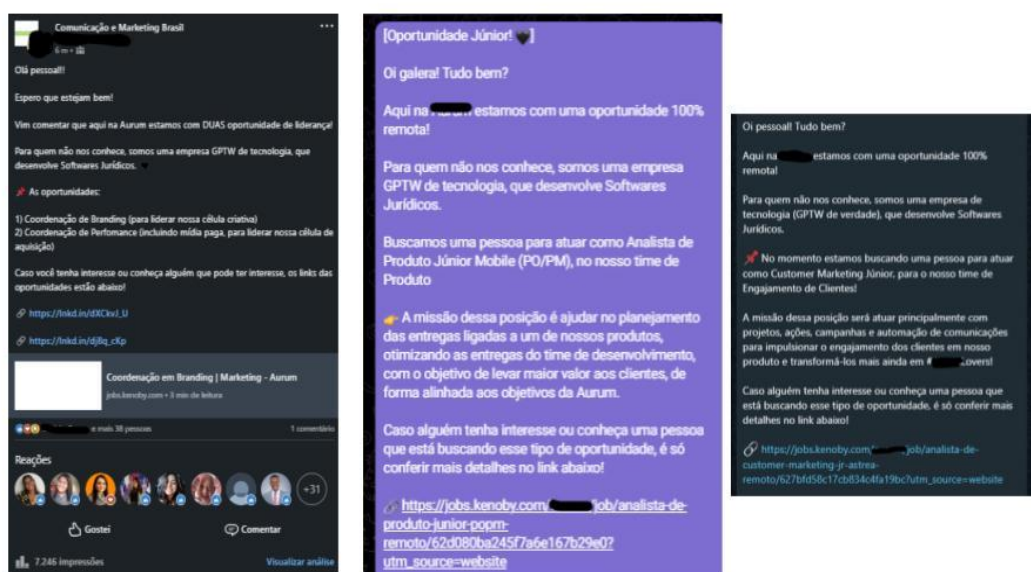 Comunicação e Marketing Brasil
6 m •
Olá pessoal!!
Espero que estejam bem!
Vim comentar que aqui na Aurum estamos com DUAS oportunidade de liderança!
Para quem não nos conhece, somos uma empresa GPTW de tecnologia, que
desenvolve Softwares Jurídicos.
As oportunidades:
1) Coordenação de Branding (para liderar nossa célula criativa)
2) Coordenação de Perfomance (incluindo mídia paga, para liderar nossa célula de
aquisição)
Caso você tenha interesse ou conheça alguém que pode ter interesse, os links das
oportunidades estão abaixo!
https://lnkd.in/dXCkvJ_U
https://lnkd.in/dj8q_cKp
Coordenação em Branding | Marketing - Aurum
jobs.kenoby.com • 3 min de leitura
e mais 38 pessoas
1 comentário
Reações
+31
Gostei
Comentar
7.246 impressões
Visualizar análise
[Oportunidade Júnior! 🖤]
Oi galera! Tudo bem?
Aqui na estamos com uma oportunidade 100%
remota!
Para quem não nos conhece, somos uma empresa
GPTW de tecnologia, que desenvolve Softwares
Jurídicos.
Buscamos uma pessoa para atuar como Analista de
Produto Júnior Mobile (PO/PM), no nosso time de
Produto
👉 A missão dessa posição é ajudar no planejamento
das entregas ligadas a um de nossos produtos,
otimizando as entregas do time de desenvolvimento,
com o objetivo de levar maior valor aos clientes, de
forma alinhada aos objetivos da Aurum.
Caso alguém tenha interesse ou conheça uma pessoa
que está buscando esse tipo de oportunidade, é só
conferir mais detalhes no link abaixo!
https://jobs.kenoby.com/ job/analista-de-
produto-junior-popm-
remoto/62d080ba245f7a6e167b29e0?
utm_source=website
Oi pessoal! Tudo bem?
Aqui na estamos com uma oportunidade 100%
remota!
Para quem não nos conhece, somos uma empresa de
tecnologia (GPTW de verdade), que desenvolve Softwares
Jurídicos.
📌 No momento estamos buscando uma pessoa para atuar
como Customer Marketing Júnior, para o nosso time de
Engajamento de Clientes!
A missão dessa posição será atuar principalmente com
projetos, ações, campanhas e automação de comunicações
para impulsionar o engajamento dos clientes em nosso
produto e transformá-los mais ainda em # Lovers!
Caso alguém tenha interesse ou conheça uma pessoa que
está buscando esse tipo de oportunidade, é só conferir mais
detalhes no link abaixo!
https://jobs.kenoby.com/ job/analista-de-
customer-marketing-jr-astrea-
remoto/627bfd58c17cb834c4fa19bc?utm_source=website